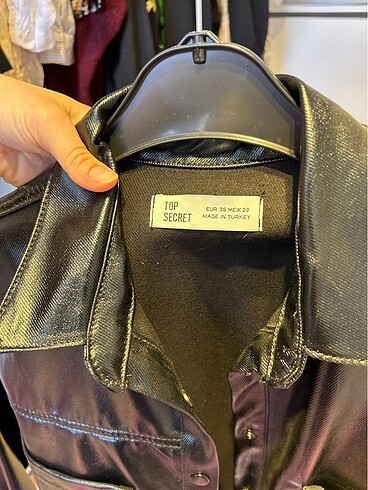 TOP
SECRET
EUR 36 MEX 28
MADE IN TURKEY